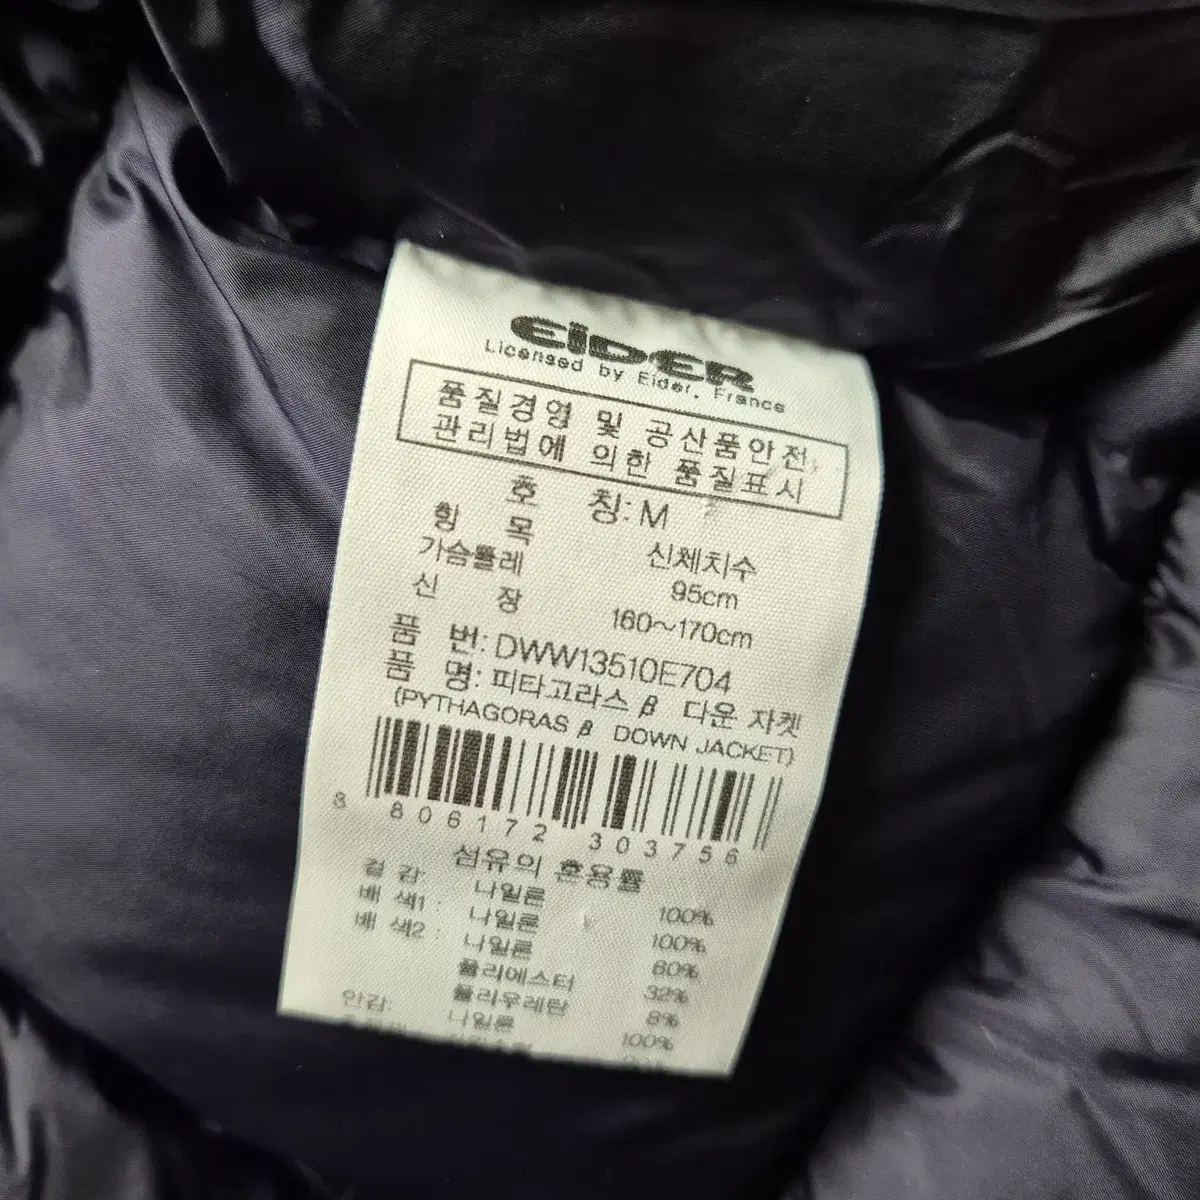 EiDER
Licensed by Eider, France
품질경영 및 공산품안전
관리법에 의한 품질표시
호 칭: M
항 목 신체치수
가슴둘레 95cm
신 장 160~170cm
품 번: DWW13510E704
품 명: 피타고라스 β 다운 자켓
(PYTHAGORAS β DOWN JACKET)
8 806172 303756
섬유의 혼용률
겉 감: 나일론 100%
배 색1: 나일론 100%
배 색2: 나일론 60%
폴리에스터 32%
폴리우레탄 8%
안감: 나일론 100%